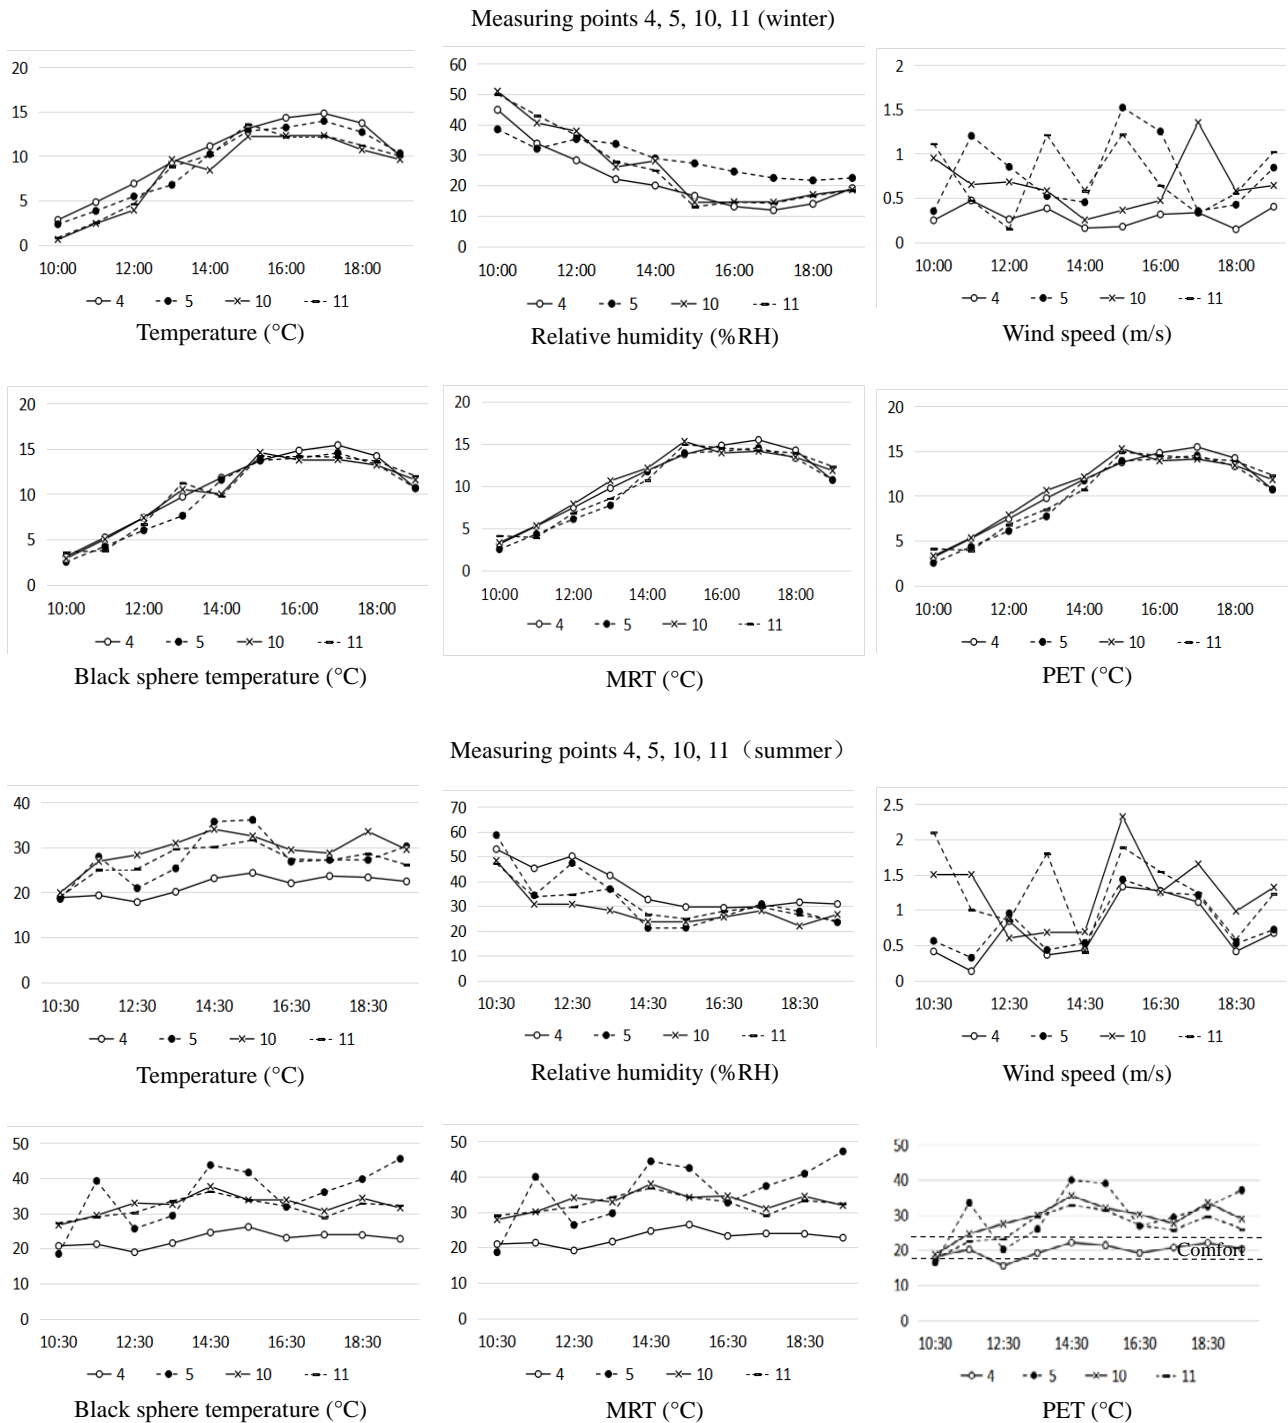 Measuring points 4, 5, 10, 11 (winter)
20
15
10
5
0
10:00 12:00 14:00 16:00 18:00
4 5 10 11
Temperature (°C)
60
50
40
30
20
10
0
10:00 12:00 14:00 16:00 18:00
4 5 10 11
Relative humidity (%RH)
2
1.5
1
0.5
0
10:00 12:00 14:00 16:00 18:00
4 5 10 11
Wind speed (m/s)
20
15
10
5
0
10:00 12:00 14:00 16:00 18:00
4 5 10 11
Black sphere temperature (°C)
20
15
10
5
0
10:00 12:00 14:00 16:00 18:00
4 5 10 11
MRT (°C)
20
15
10
5
0
10:00 12:00 14:00 16:00 18:00
4 5 10 11
PET (°C)
Measuring points 4, 5, 10, 11（summer）
40
30
20
10
0
10:30 12:30 14:30 16:30 18:30
4 5 10 11
Temperature (°C)
70
60
50
40
30
20
10
0
10:30 12:30 14:30 16:30 18:30
4 5 10 11
Relative humidity (%RH)
2.5
2
1.5
1
0.5
0
10:30 12:30 14:30 16:30 18:30
4 5 10 11
Wind speed (m/s)
50
40
30
20
10
0
10:30 12:30 14:30 16:30 18:30
4 5 10 11
Black sphere temperature (°C)
50
40
30
20
10
0
10:30 12:30 14:30 16:30 18:30
4 5 10 11
MRT (°C)
50
40
30
20
10
0
Comfort
10:30 12:30 14:30 16:30 18:30
4 5 10 11
PET (°C)